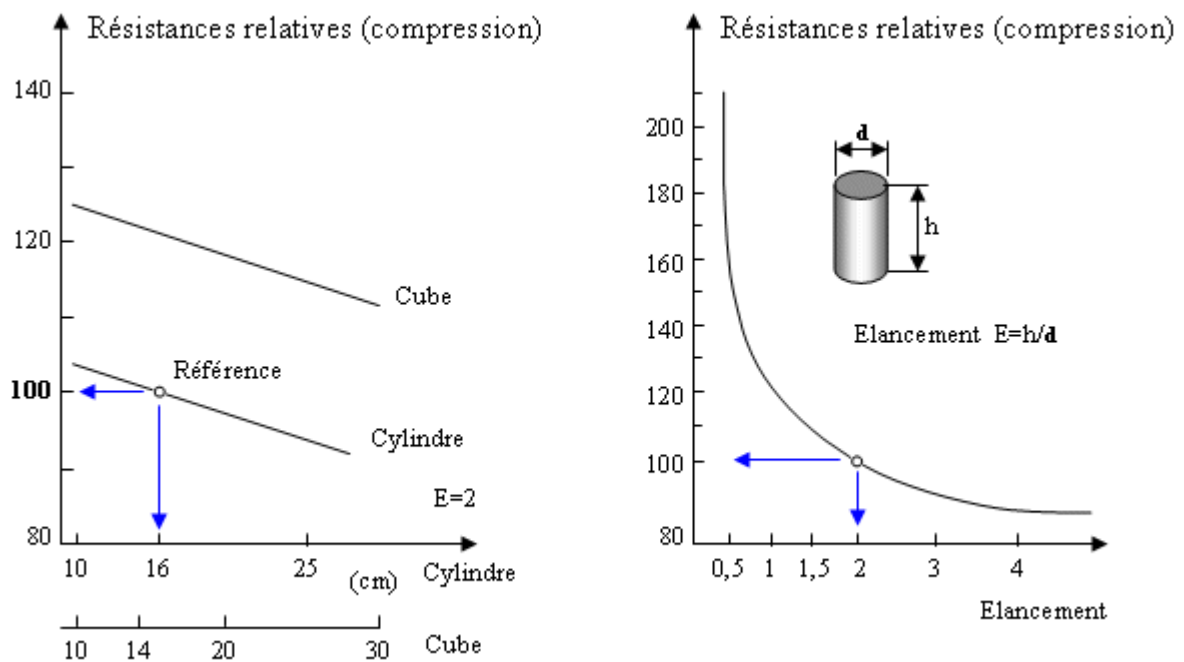 Résistances relatives (compression)
140
120
Cube
Référence
100
Cylindre
E=2
80
10 16 25 (cm) Cylindre
10 14 20 30 Cube
Résistances relatives (compression)
200
d
180
h
160
140
Elancement E=h/d
120
100
80
0,5 1 1,5 2 3 4
Elancement